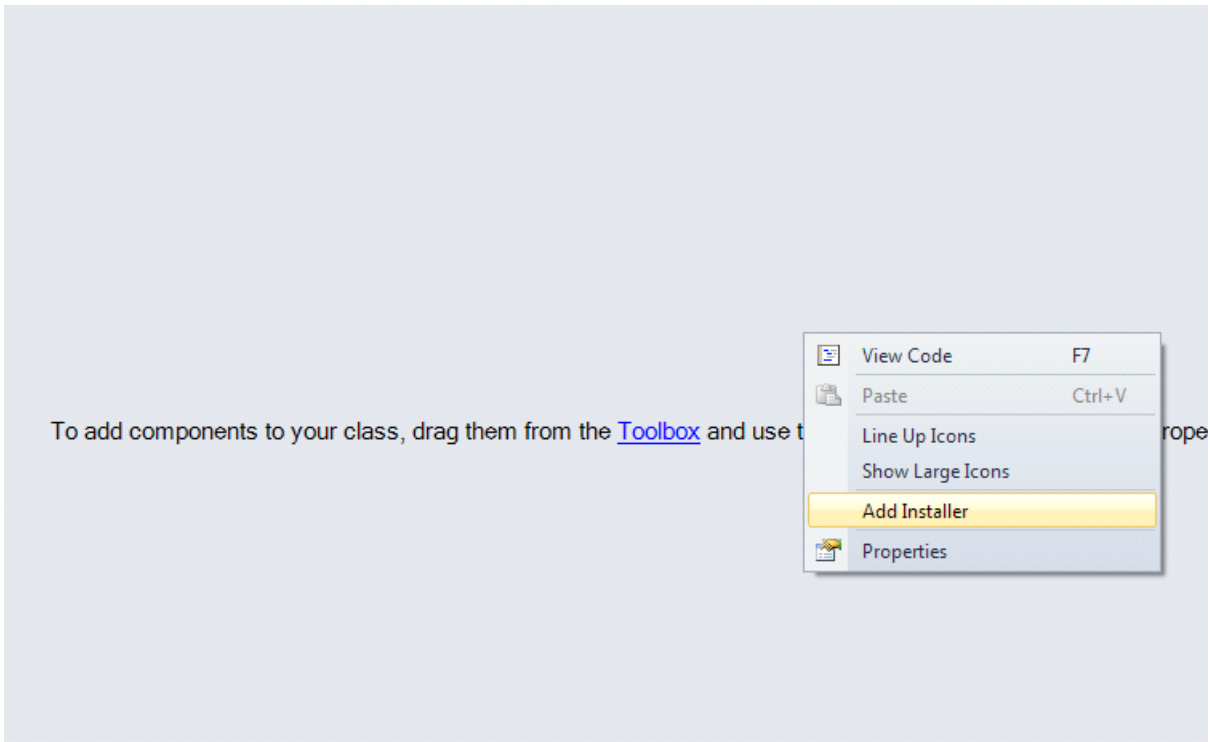 View Code F7
Paste Ctrl+V
To add components to your class, drag them from the Toolbox and use t
Line Up Icons
Show Large Icons
Add Installer
Properties